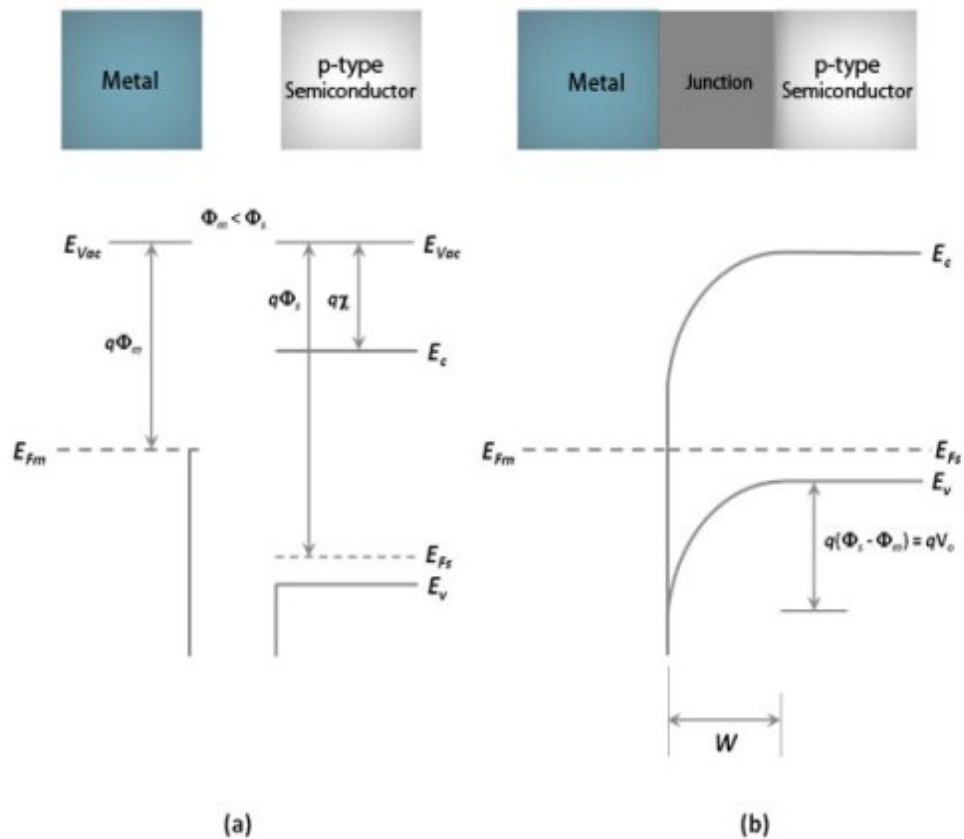 Metal
p-type
Semiconductor
Metal
Junction
p-type
Semiconductor
Φm < Φs
EVac
EVac
qΦs
qχ
qΦm
Ec
EFm
EFs
Ev
Ec
EFm
EFs
Ev
q(Φs - Φm) = qVo
W
(a)
(b)